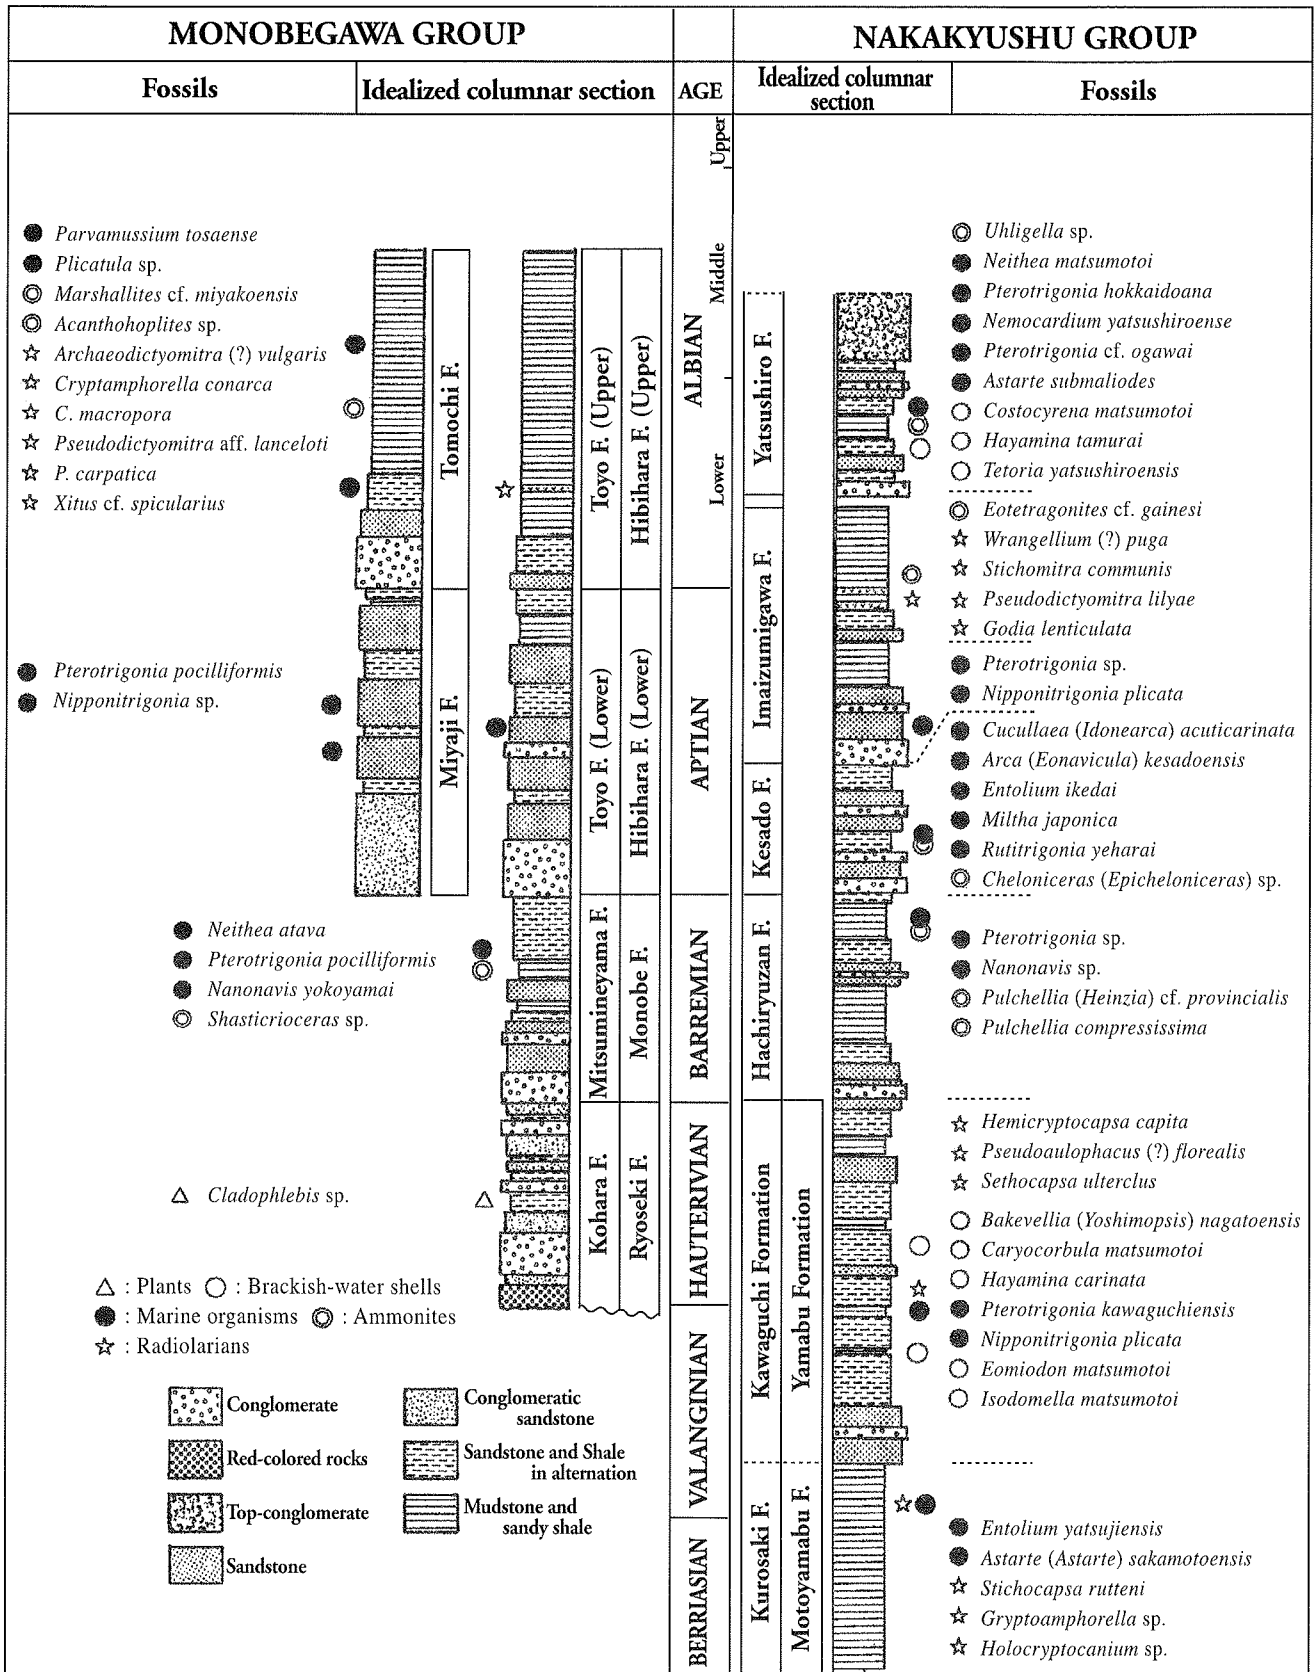 MONOBEGAWA GROUP
NAKAKYUSHU GROUP
Fossils
Idealized columnar section
AGE
Idealized columnar
section
Fossils
Parvamussium tosaense
Plicatula sp.
Marshallites cf. miyakoensis
Acanthohoplites sp.
Archaeodictyomitra (?) vulgaris
Cryptamphorella conarca
C. macropora
Pseudodictyomitra aff. lanceloti
P. carpatica
Xitus cf. spicularius
Pterotrigonia pocilliformis
Nipponitrigonia sp.
Neithea atava
Pterotrigonia pocilliformis
Nanonavis yokoyamai
Shasticrioceras sp.
Cladophlebis sp.
: Plants
: Brackish-water shells
: Marine organisms
: Ammonites
: Radiolarians
Conglomerate
Red-colored rocks
Top-conglomerate
Sandstone
Conglomeratic
sandstone
Sandstone and Shale
in alternation
Mudstone and
sandy shale
Tomochi F.
Miyaji F.
Toyo F. (Upper)
Hibihara F. (Upper)
Toyo F. (Lower)
Hibihara F. (Lower)
Mitsumineyama F.
Monobe F.
Kohara F.
Ryoseki F.
Upper
Middle
Lower
ALBIAN
APTIAN
BARREMIAN
HAUTERIVIAN
VALANGINIAN
BERRIASIAN
Yatsushiro F.
Imaizumigawa F.
Kesado F.
Hachiryuzan F.
Kawaguchi Formation
Yamabu Formation
Kurosaki F.
Motoyamabu F.
Uhligella sp.
Neithea matsumotoi
Pterotrigonia hokkaidoana
Nemocardium yatsushiroense
Pterotrigonia cf. ogawai
Astarte submaliodes
Costocyrena matsumotoi
Hayamina tamurai
Tetoria yatsushiroensis
Eotetragonites cf. gainesi
Wrangellium (?) puga
Stichomitra communis
Pseudodictyomitra lilyae
Godia lenticulata
Pterotrigonia sp.
Nipponitrigonia plicata
Cucullaea (Idonearca) acuticarinata
Arca (Eonavicula) kesadoensis
Entolium ikedai
Miltha japonica
Rutitrigonia yeharai
Cheloniceras (Epicheloniceras) sp.
Pterotrigonia sp.
Nanonavis sp.
Pulchellia (Heinzia) cf. provincialis
Pulchellia compressissima
Hemicryptocapsa capita
Pseudoaulophacus (?) florealis
Sethocapsa ulterclus
Bakevellia (Yoshimopsis) nagatoensis
Caryocorbula matsumotoi
Hayamina carinata
Pterotrigonia kawaguchiensis
Nipponitrigonia plicata
Eomiodon matsumotoi
Isodomella matsumotoi
Entolium yatsujiensis
Astarte (Astarte) sakamotoensis
Stichocapsa rutteni
Gryptoamphorella sp.
Holocryptocanium sp.